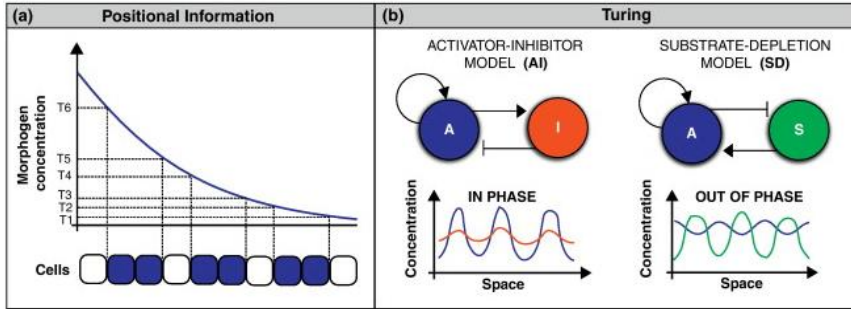 (a) Positional Information
Morphogen
concentration
T6
T5
T4
T3
T2
T1
Cells
(b) Turing
ACTIVATOR-INHIBITOR
MODEL (AI)
A
I
IN PHASE
Concentration
Space
SUBSTRATE-DEPLETION
MODEL (SD)
A
S
OUT OF PHASE
Concentration
Space